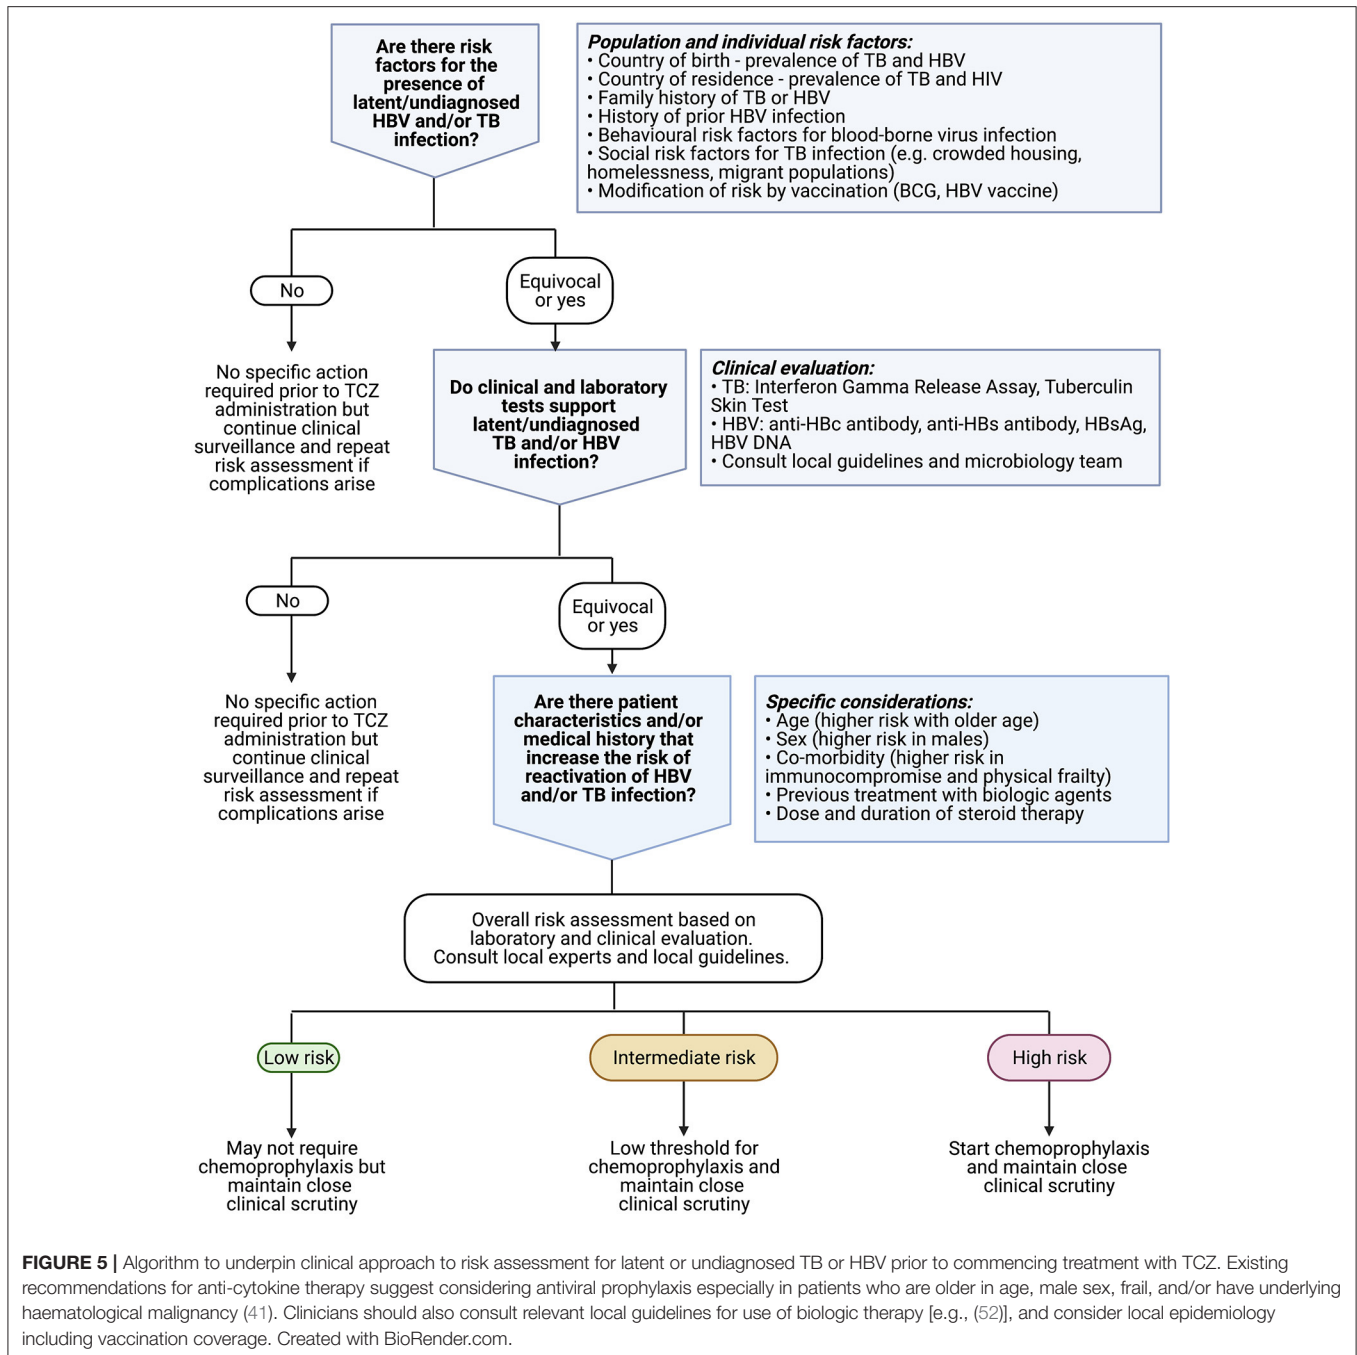 Are there risk
factors for the
presence of
latent/undiagnosed
HBV and/or TB
infection?
Population and individual risk factors:
• Country of birth - prevalence of TB and HBV
• Country of residence - prevalence of TB and HIV
• Family history of TB or HBV
• History of prior HBV infection
• Behavioural risk factors for blood-borne virus infection
• Social risk factors for TB infection (e.g. crowded housing,
homelessness, migrant populations)
• Modification of risk by vaccination (BCG, HBV vaccine)
No
Equivocal
or yes
No specific action
required prior to TCZ
administration but
continue clinical
surveillance and repeat
risk assessment if
complications arise
Do clinical and laboratory
tests support
latent/undiagnosed
TB and/or HBV
infection?
Clinical evaluation:
• TB: Interferon Gamma Release Assay, Tuberculin
Skin Test
• HBV: anti-HBc antibody, anti-HBs antibody, HBsAg,
HBV DNA
• Consult local guidelines and microbiology team
No
Equivocal
or yes
No specific action
required prior to TCZ
administration but
continue clinical
surveillance and repeat
risk assessment if
complications arise
Are there patient
characteristics and/or
medical history that
increase the risk of
reactivation of HBV
and/or TB infection?
Specific considerations:
• Age (higher risk with older age)
• Sex (higher risk in males)
• Co-morbidity (higher risk in
immunocompromise and physical frailty)
• Previous treatment with biologic agents
• Dose and duration of steroid therapy
Overall risk assessment based on
laboratory and clinical evaluation.
Consult local experts and local guidelines.
Low risk
Intermediate risk
High risk
May not require
chemoprophylaxis but
maintain close
clinical scrutiny
Low threshold for
chemoprophylaxis and
maintain close
clinical scrutiny
Start chemoprophylaxis
and maintain close
clinical scrutiny
FIGURE 5 | Algorithm to underpin clinical approach to risk assessment for latent or undiagnosed TB or HBV prior to commencing treatment with TCZ. Existing
recommendations for anti-cytokine therapy suggest considering antiviral prophylaxis especially in patients who are older in age, male sex, frail, and/or have underlying
haematological malignancy (41). Clinicians should also consult relevant local guidelines for use of biologic therapy [e.g., (52)], and consider local epidemiology
including vaccination coverage. Created with BioRender.com.